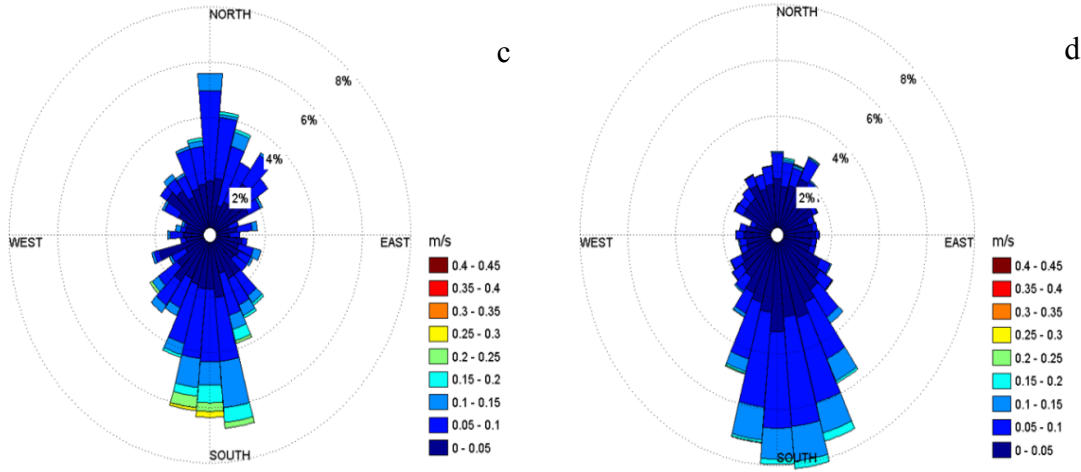 NORTH
c
8%
6%
4%
2%
WEST
EAST
SOUTH
m/s
0.4 - 0.45
0.35 - 0.4
0.3 - 0.35
0.25 - 0.3
0.2 - 0.25
0.15 - 0.2
0.1 - 0.15
0.05 - 0.1
0 - 0.05
NORTH
d
8%
6%
4%
2%
WEST
EAST
SOUTH
m/s
0.4 - 0.45
0.35 - 0.4
0.3 - 0.35
0.25 - 0.3
0.2 - 0.25
0.15 - 0.2
0.1 - 0.15
0.05 - 0.1
0 - 0.05